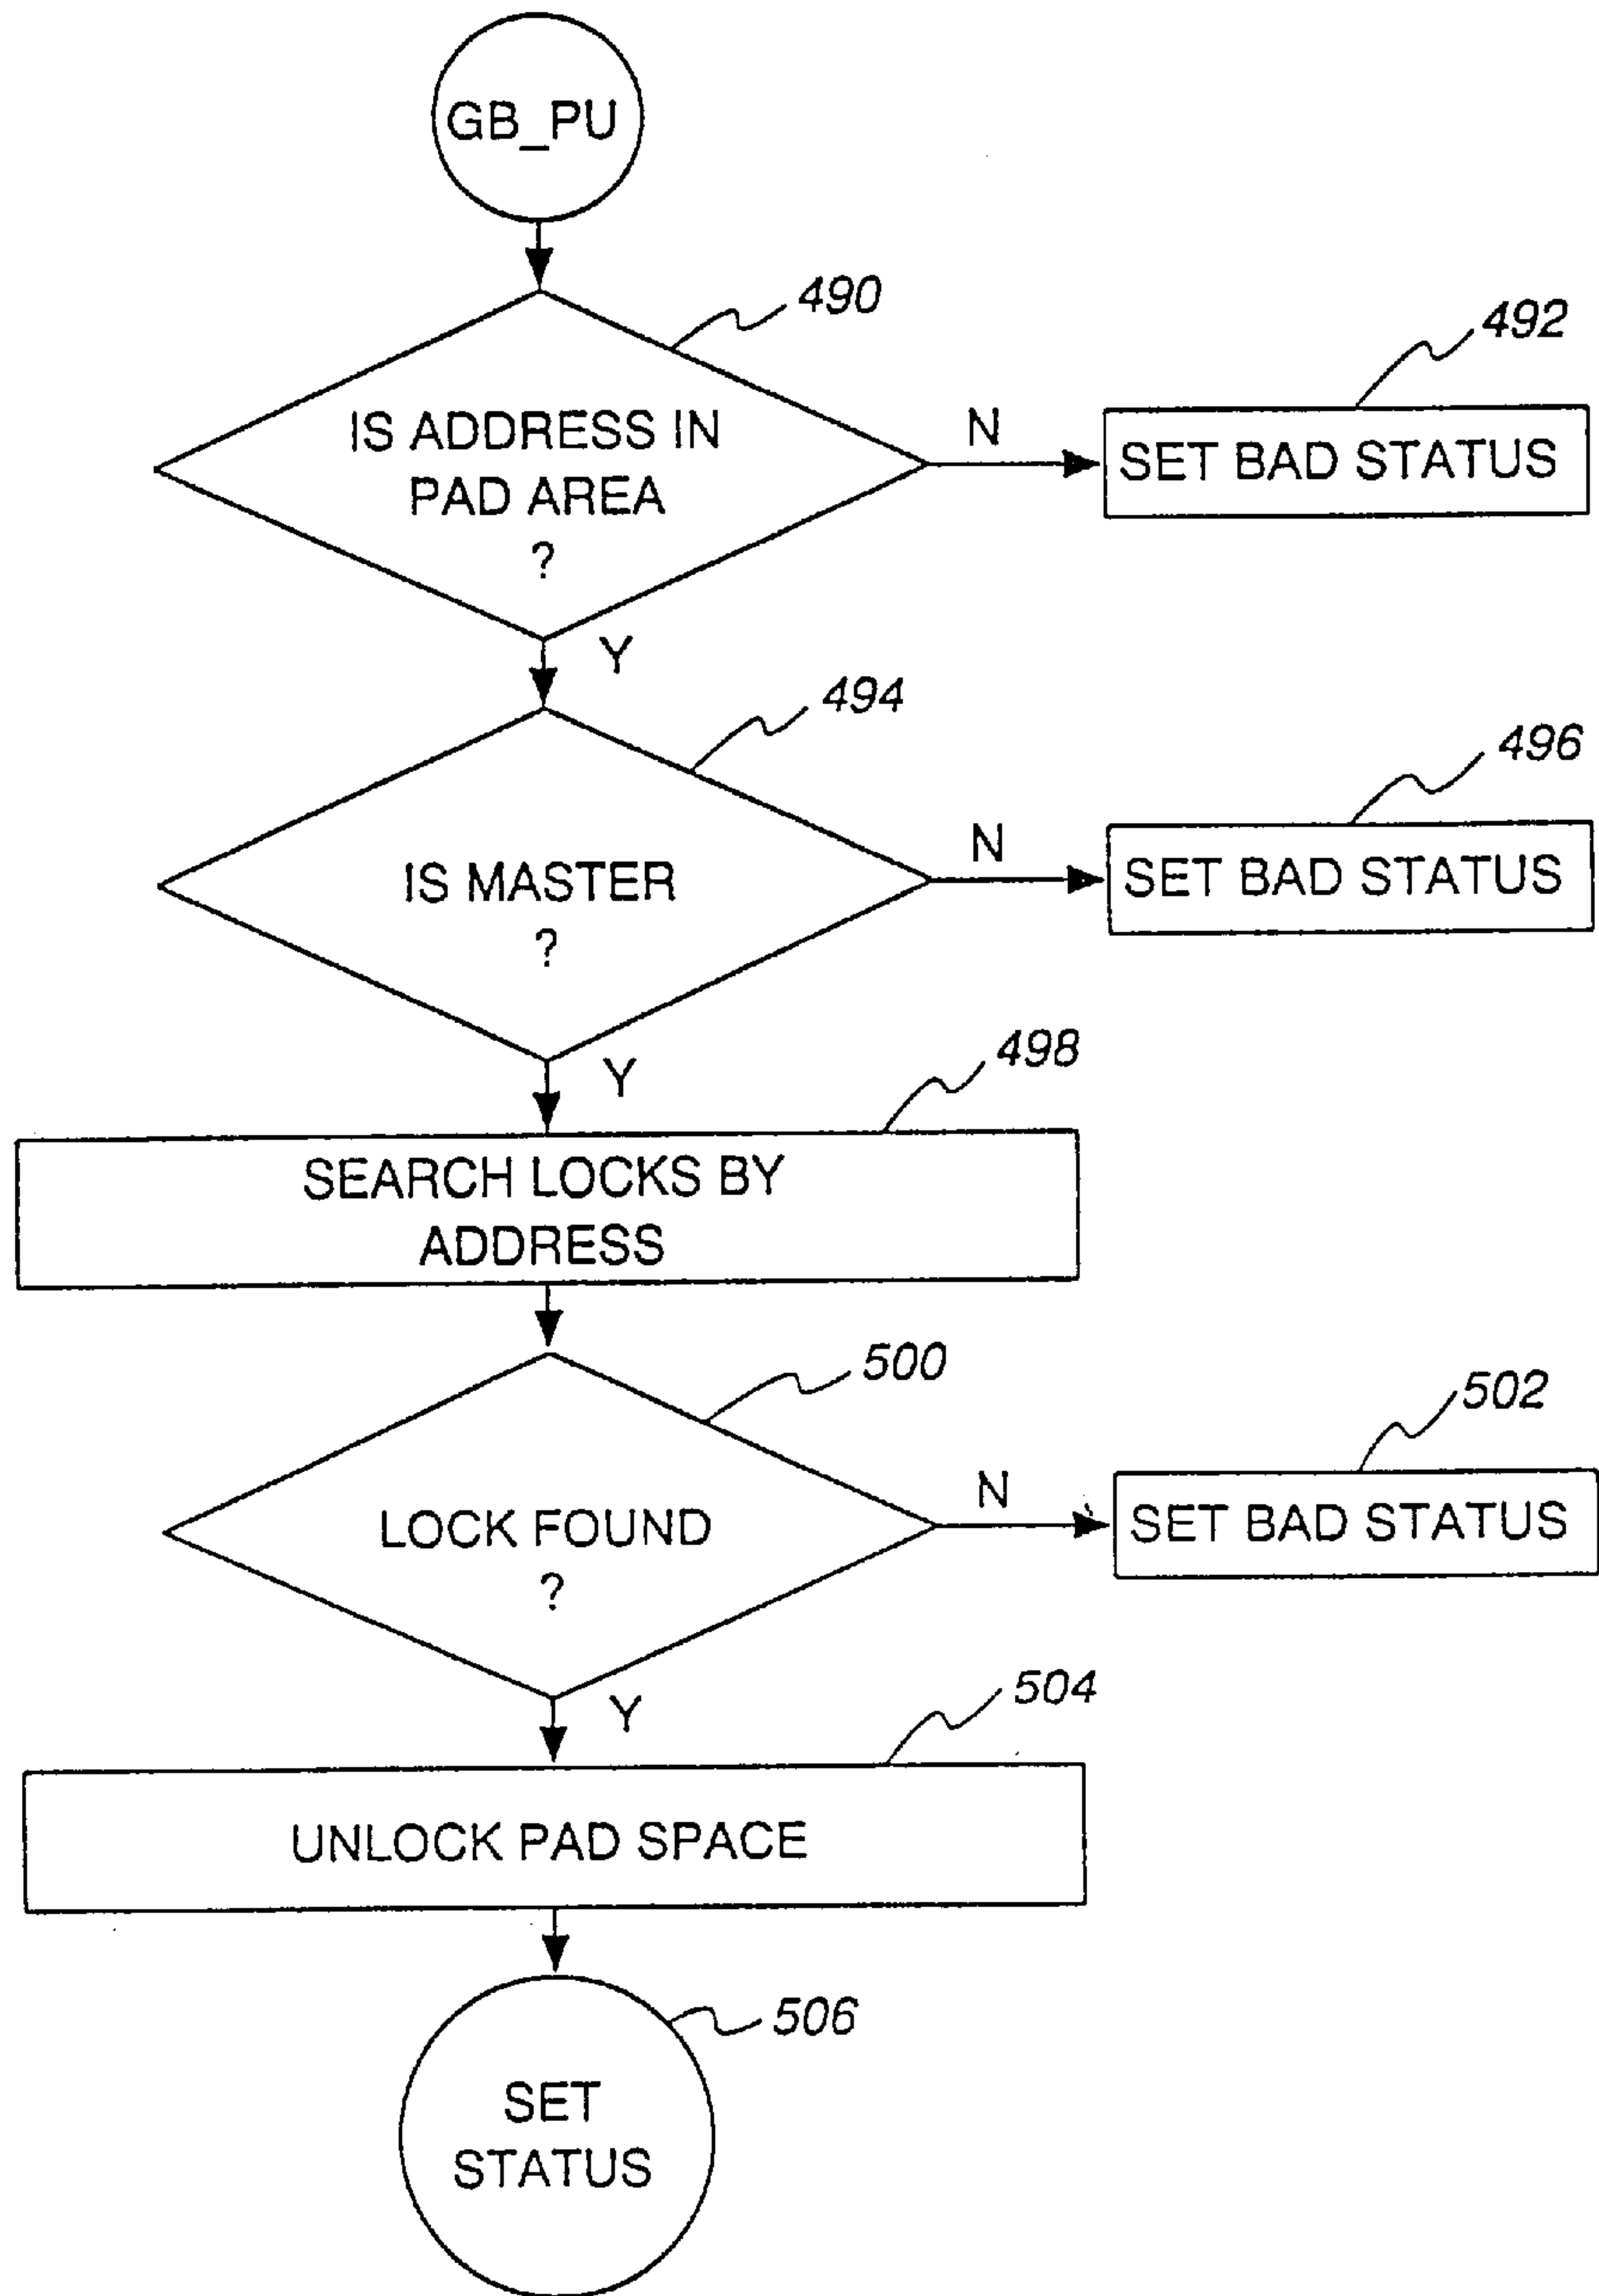 GB_PU
490
IS ADDRESS IN
PAD AREA
?
N
492
SET BAD STATUS
Y
494
IS MASTER
?
N
496
SET BAD STATUS
Y
498
SEARCH LOCKS BY
ADDRESS
500
LOCK FOUND
?
N
502
SET BAD STATUS
Y
504
UNLOCK PAD SPACE
506
SET
STATUS